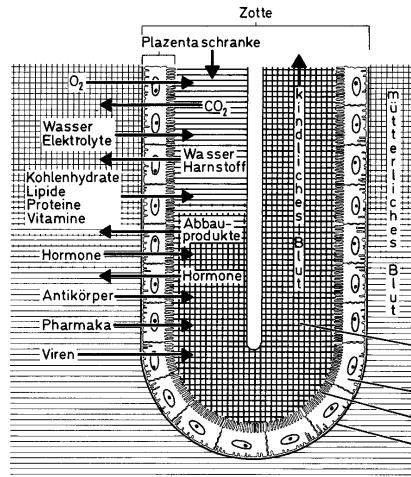 Zotte
Plazentaschranke
O₂
CO₂
Wasser
Elektrolyte
Wasser
Harnstoff
Kohlenhydrate
Lipide
Proteine
Vitamine
Abbau-
produkte
Hormone
Hormone
Antikörper
Pharmaka
Viren
kindliches Blut
mütterliches Blut